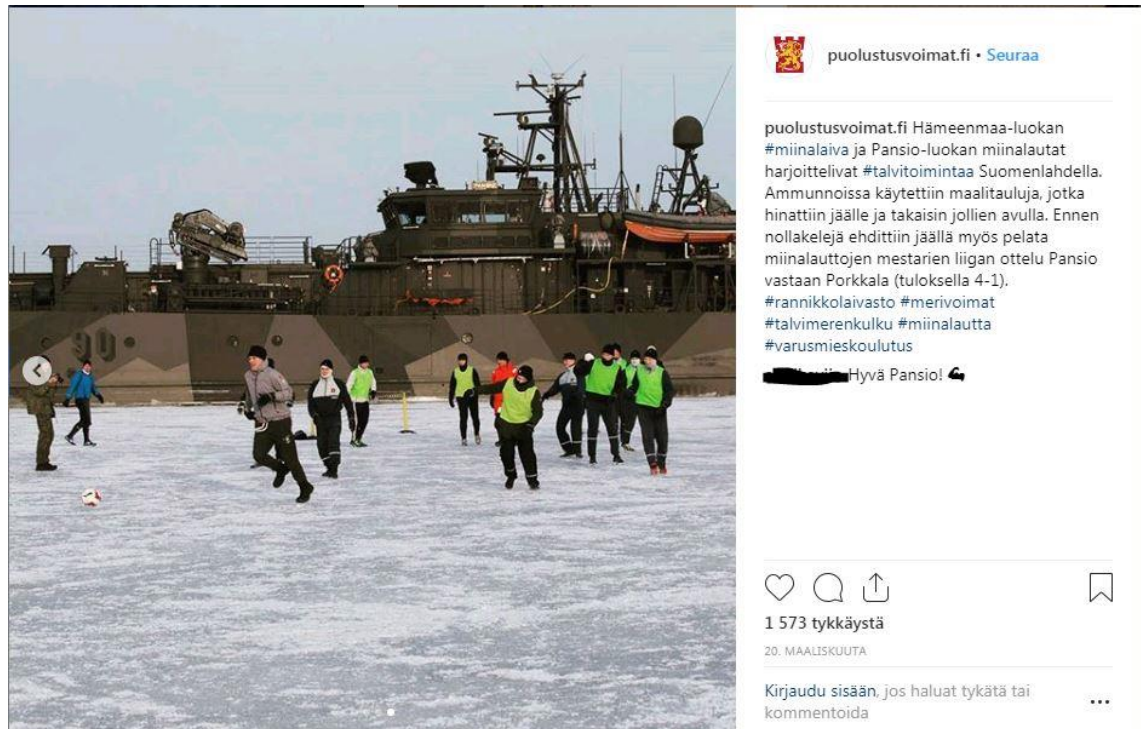 90
puolustusvoimat.fi • Seuraa
puolustusvoimat.fi Hämeenmaa-luokan
#miinalaiva ja Pansio-luokan miinalautat
harjoittelivat #talvitoimintaa Suomenlahdella.
Ammunnoissa käytettiin maalitauluja, jotka
hinattiin jäälle ja takaisin jollien avulla. Ennen
nollakelejä ehdittiin jäällä myös pelata
miinalauttojen mestarien liigan ottelu Pansio
vastaan Porkkala (tuloksella 4-1).
#rannikkolaivasto #merivoimat
#talvimerenkulku #miinalautta
#varusmieskoulutus
Hyvä Pansio! 💪
1 573 tykkäystä
20. MAALISKUUTA
Kirjaudu sisään, jos haluat tykätä tai
kommentoida